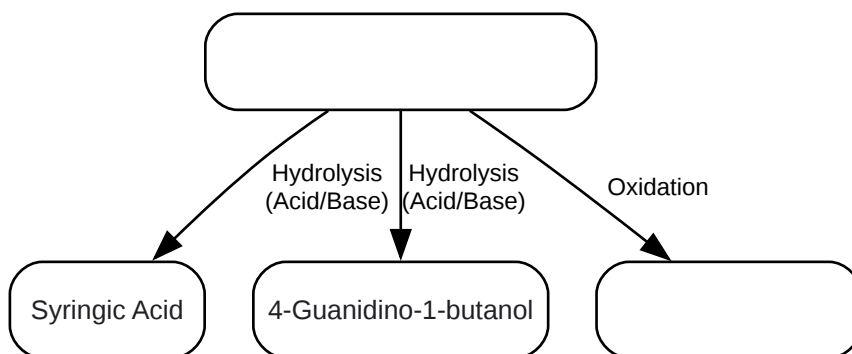 Hydrolysis
(Acid/Base)
Hydrolysis
(Acid/Base)
Oxidation
Syringic Acid
4-Guanidino-1-butanol